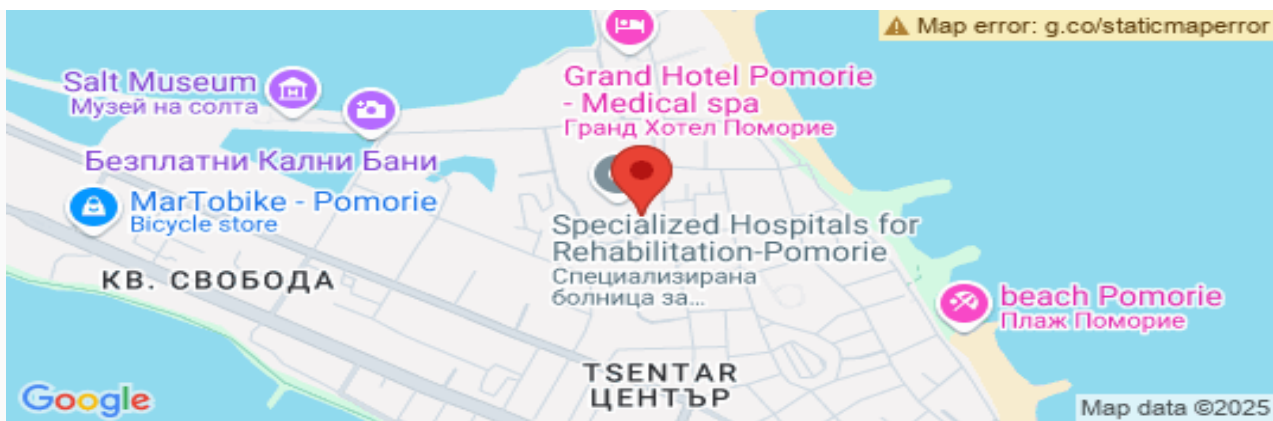 Map error: g.co/staticmaperror
Salt Museum
Музей на солта
Grand Hotel Pomorie
- Medical spa
Гранд Хотел Поморие
Безплатни Кални Бани
MarTobike - Pomorie
Bicycle store
Specialized Hospitals for
Rehabilitation-Pomorie
Специализирана
болница за...
КВ. СВОБОДА
beach Pomorie
Плаж Поморие
TSENTAR
ЦЕНТЪР
Google
Map data ©2025